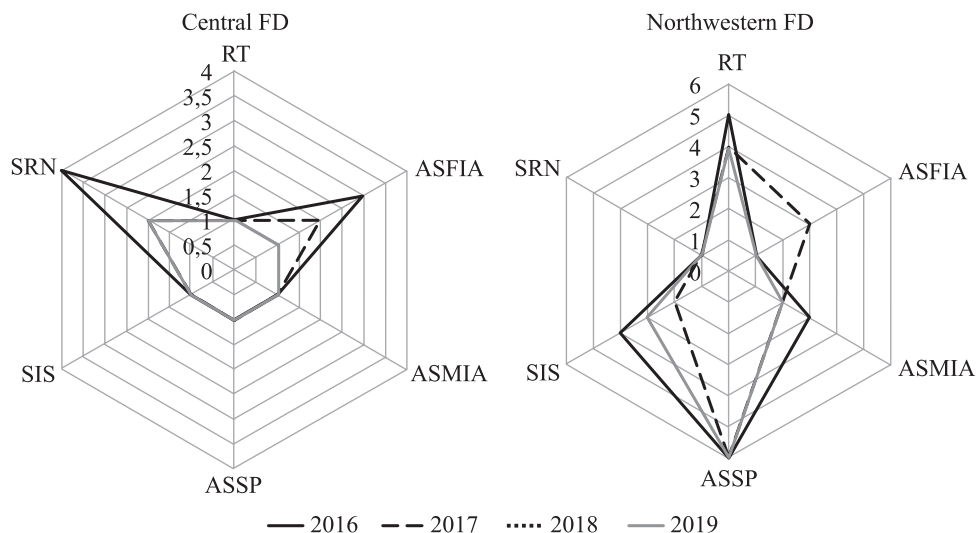 Central FD
RT
4
3,5
3
2,5
2
1,5
1
0,5
0
SRN
ASFIA
SIS
ASMIA
ASSP
Northwestern FD
RT
6
5
4
3
2
1
0
SRN
ASFIA
SIS
ASMIA
ASSP
2016 2017 2018 2019